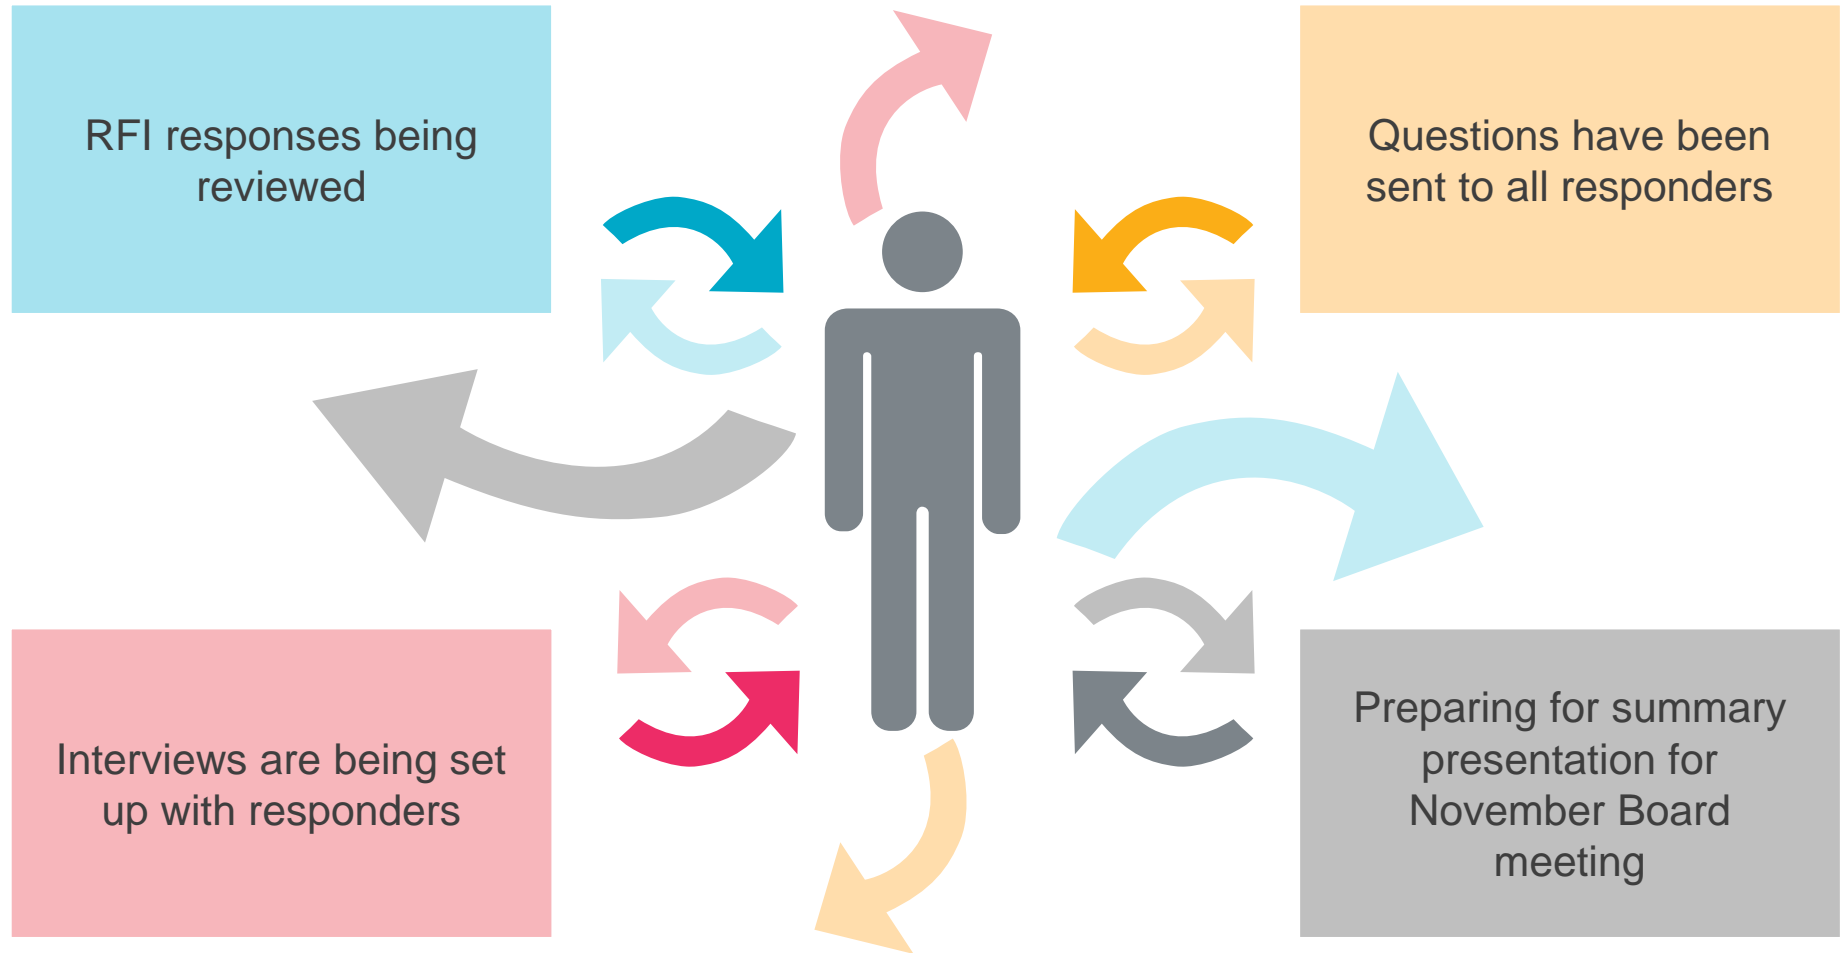 RFI responses being
reviewed
Questions have been
sent to all responders
Interviews are being set
up with responders
Preparing for summary
presentation for
November Board
meeting